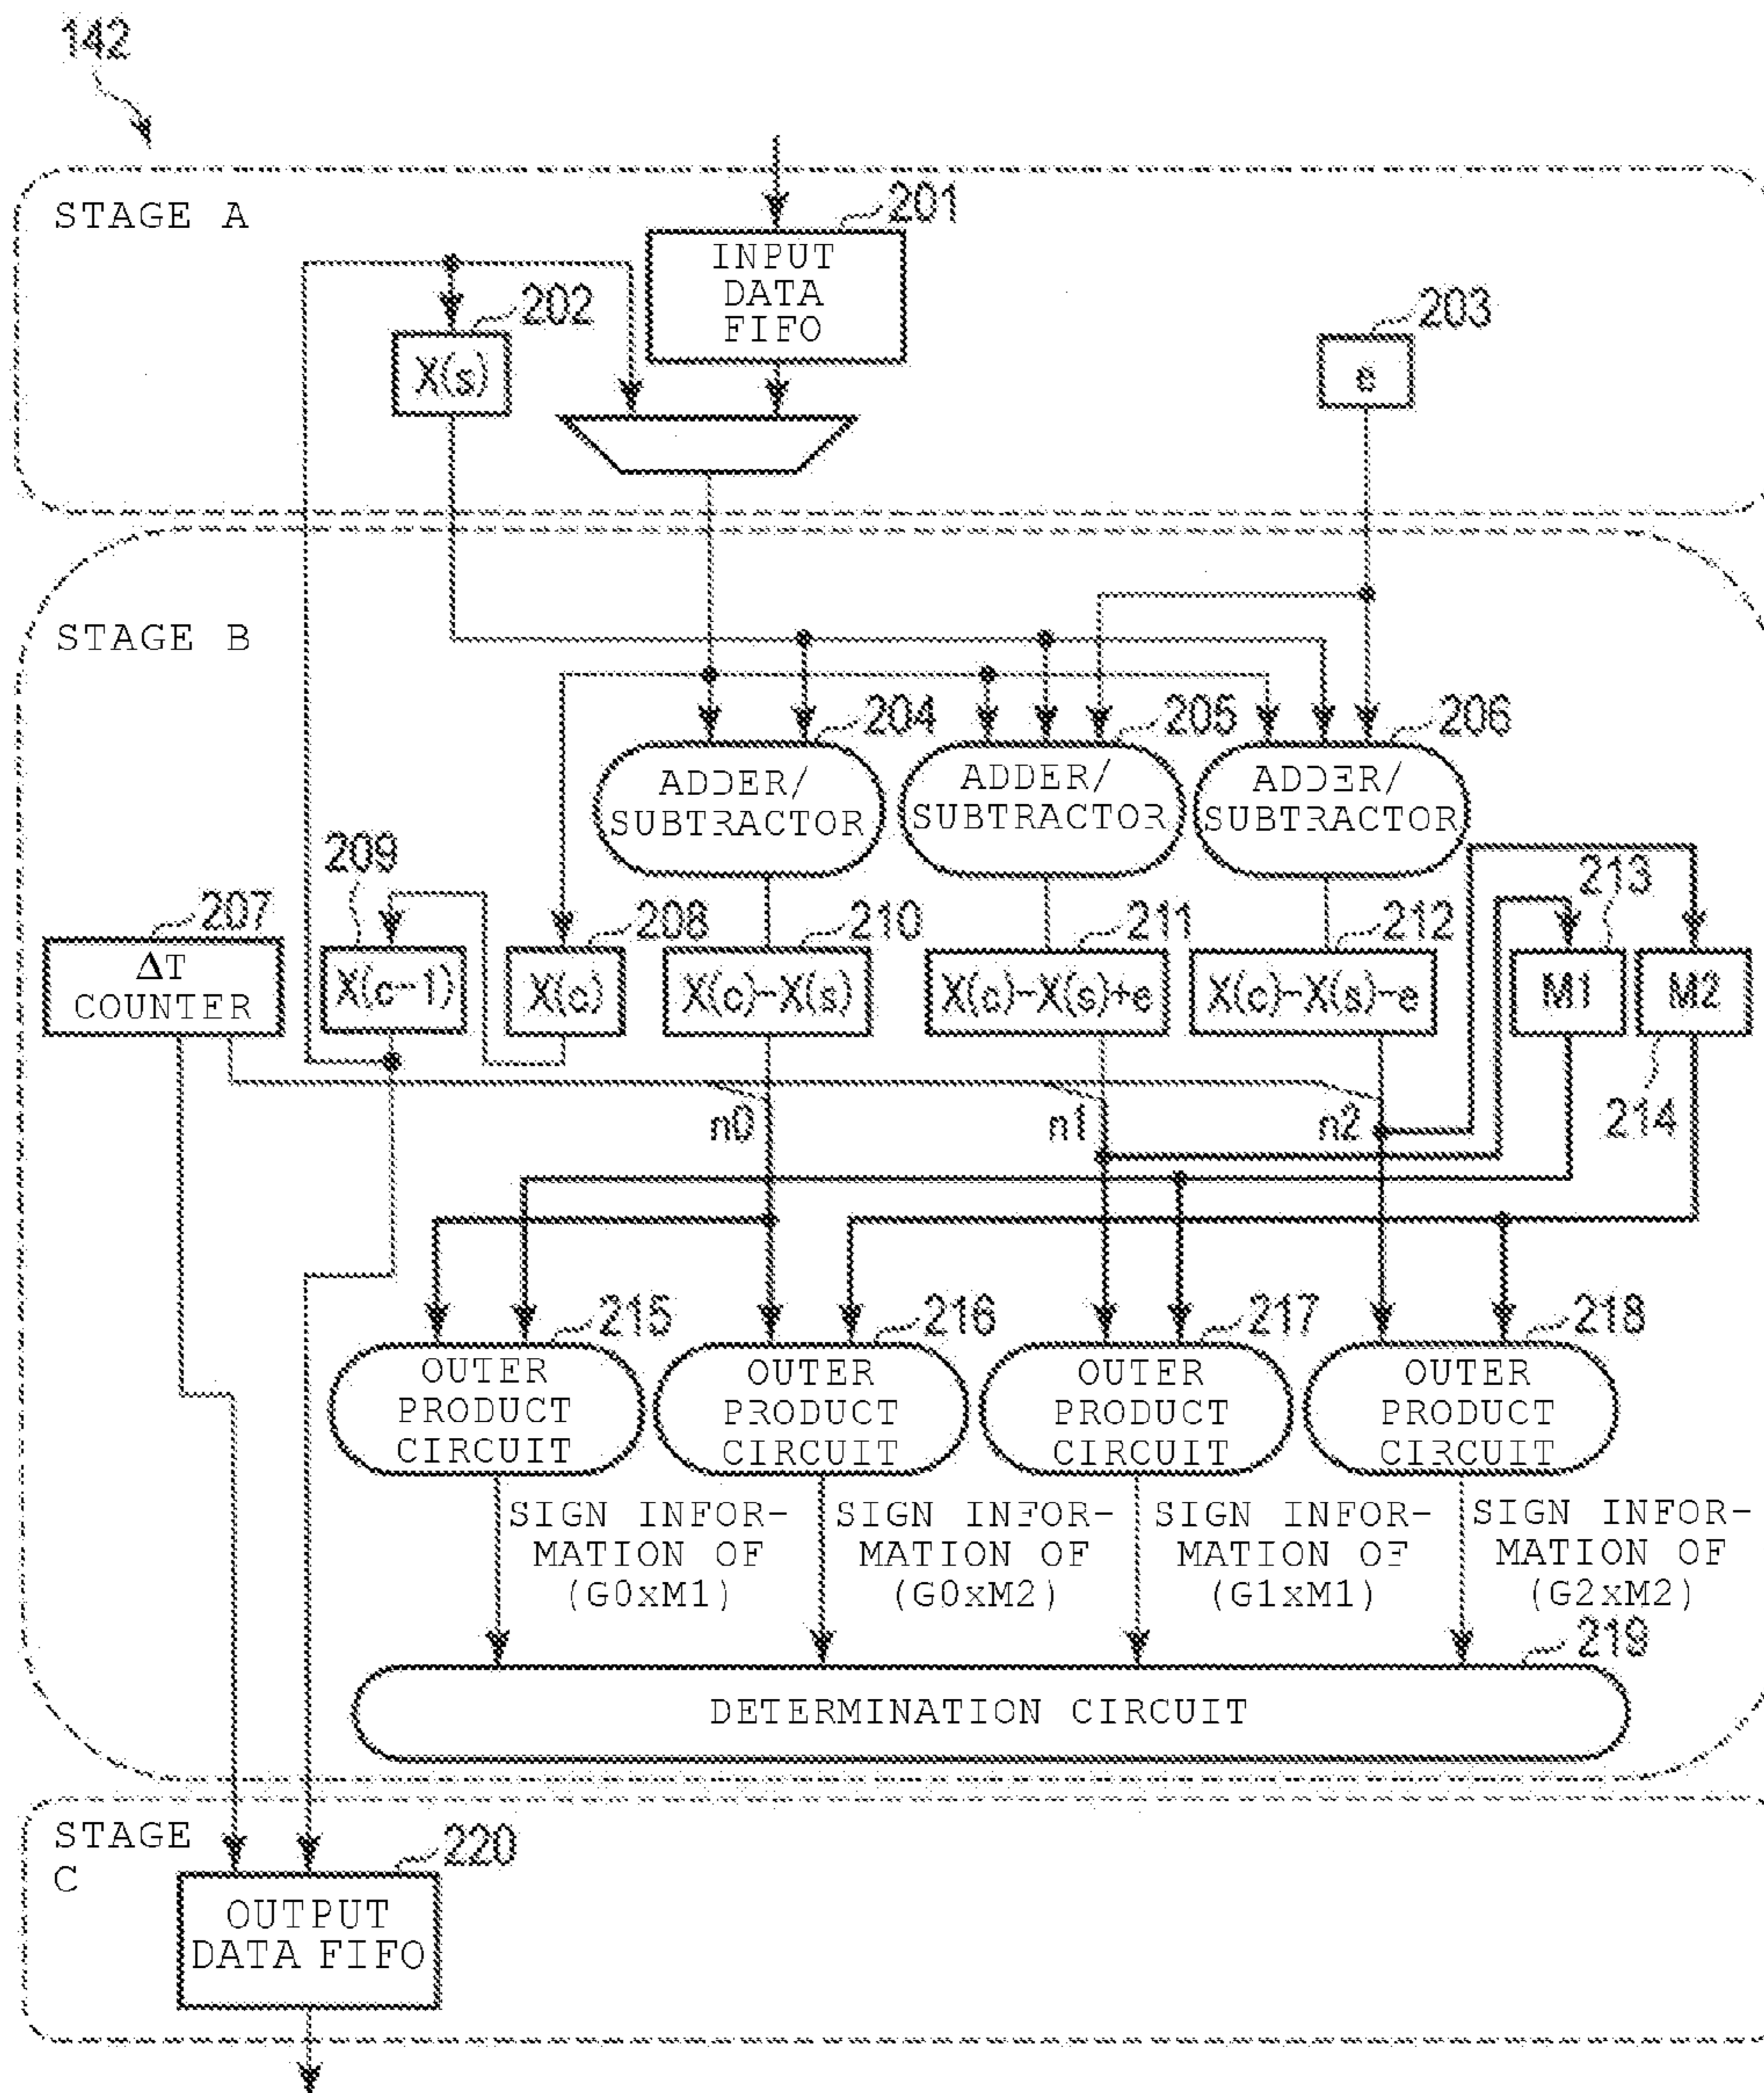 142
STAGE A
201
INPUT
DATA
FIFO
202
X(s)
203
e
STAGE B
204
205
206
ADDER/
SUBTRACTOR
ADDER/
SUBTRACTOR
ADDER/
SUBTRACTOR
207
ΔT
COUNTER
209
X(c-1)
208
X(c)
210
X(c)-X(s)
211
X(c)-X(s)+e
212
X(c)-X(s)-e
213
M1
M2
214
n0
n1
n2
215
OUTER
PRODUCT
CIRCUIT
216
OUTER
PRODUCT
CIRCUIT
217
OUTER
PRODUCT
CIRCUIT
218
OUTER
PRODUCT
CIRCUIT
SIGN INFOR-
MATION OF
(G0xM1)
SIGN INFOR-
MATION OF
(G0xM2)
SIGN INFOR-
MATION OF
(G1xM1)
SIGN INFOR-
MATION OF
(G2xM2)
219
DETERMINATION CIRCUIT
STAGE
C
220
OUTPUT
DATA FIFO